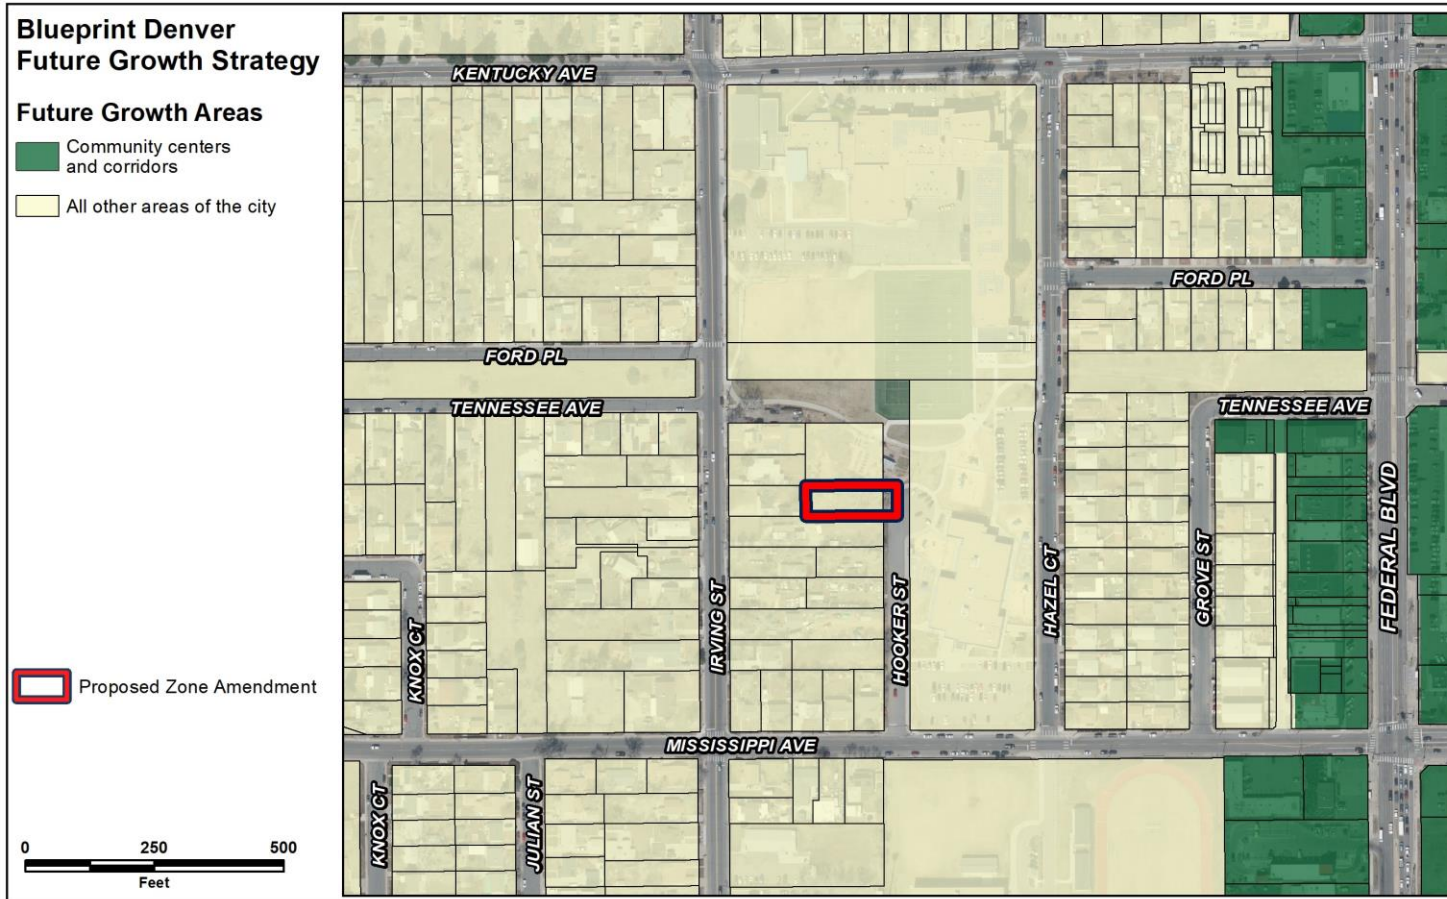 Blueprint Denver
Future Growth Strategy
Future Growth Areas
Community centers
and corridors
All other areas of the city
Proposed Zone Amendment
0 250 500
Feet
KENTUCKY AVE
FORD PL
FORD PL
TENNESSEE AVE
TENNESSEE AVE
FEDERAL BLVD
IRVING ST
HOOKER ST
HAZEL CT
GROVE ST
KNOX CT
MISSISSIPPI AVE
KNOX CT
JULIAN ST